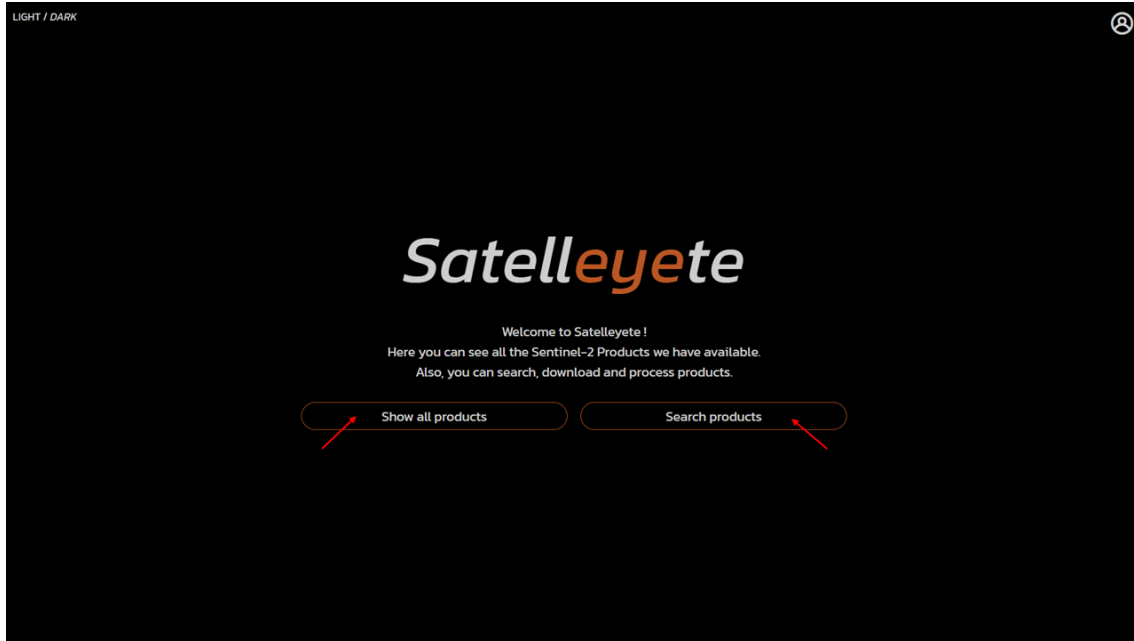 LIGHT / DARK
Satelleyete
Welcome to Satelleyete !
Here you can see all the Sentinel-2 Products we have available.
Also, you can search, download and process products.
Show all products
Search products